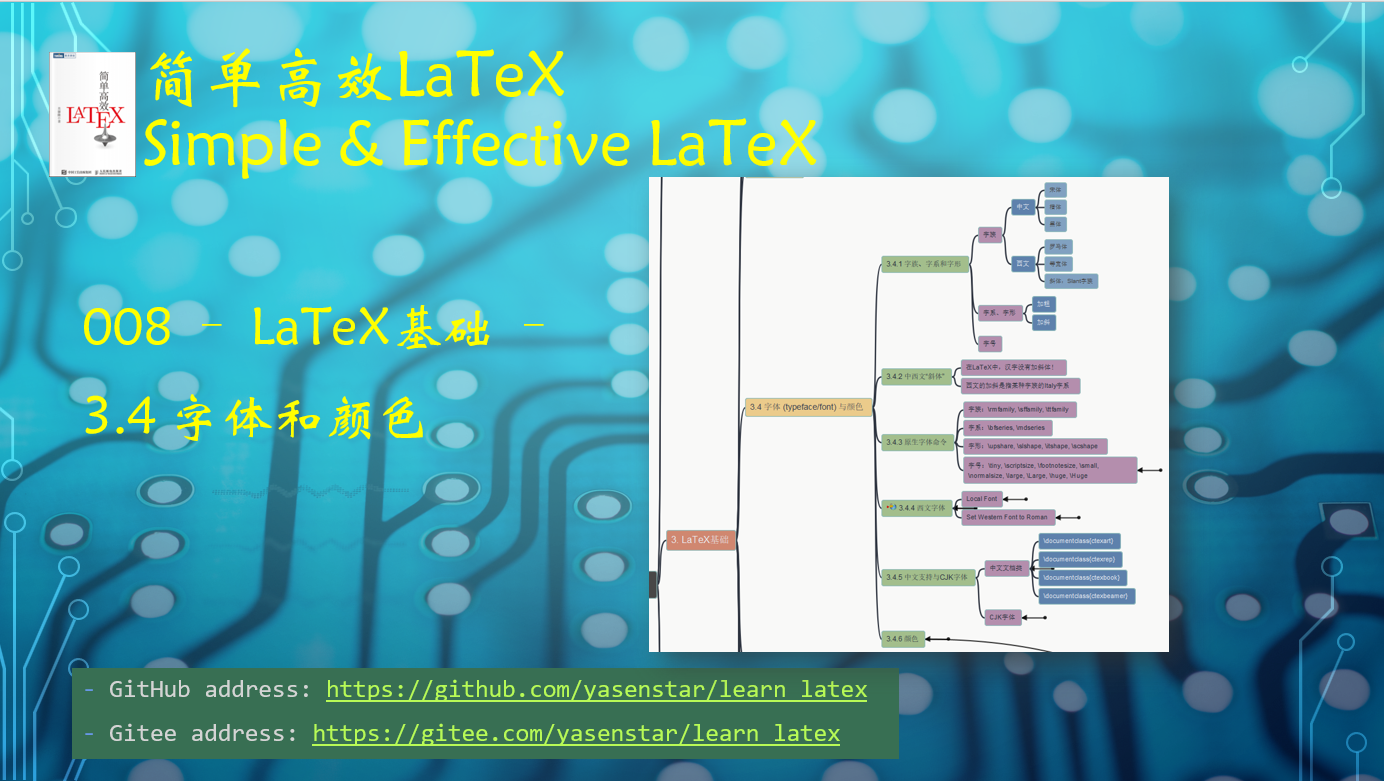 简单高效LaTeX
Simple & Effective LaTeX
简单高效
LATEX
008 - LaTeX基础 -
3.4 字体和颜色
3. LaTeX基础
3.4 字体 (typeface/font) 与颜色
3.4.1 字族、字系和字形
字族
中文
宋体
楷体
黑体
西文
罗马体
等宽体
斜体: Slant字族
字系、字形
加粗
加斜
字号
3.4.2 中西文“斜体”
在LaTeX中，汉字没有加斜体！
西文的加斜是搜索种字族的Italy字系
3.4.3 原生字体命令
字族：\rmfamily, \sffamily, \ttfamily
字系：\bfseries, \mdseries
字形：\upshare, \slshape, \itshape, \scshape
字号：\tiny, \scriptsize, \footnotesize, \small,
\normalsize, \large, \Large, \huge, \Huge
3.4.4 西文字体
Local Font
Set Western Font to Roman
3.4.5 中文支持与CJK字体
中文文档类
\documentclass{ctexart}
\documentclass{ctexrep}
\documentclass{ctexbook}
\documentclass{ctexbeamer}
CJK字体
3.4.6 颜色
- GitHub address: https://github.com/yasenstar/learn_latex
- Gitee address: https://gitee.com/yasenstar/learn_latex